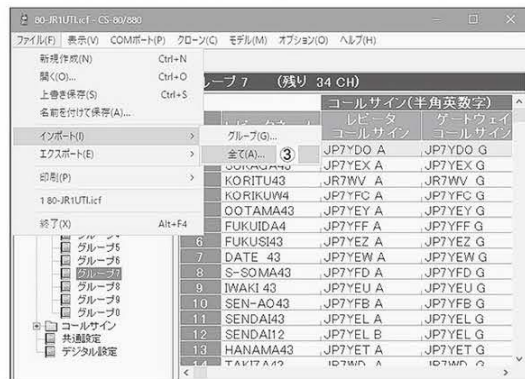 80-JR1UTI.icf - CS-80/880
ファイル(F) 表示(V) COMポート(P) クローン(C) モデル(M) オプション(O) ヘルプ(H)
新規作成(N) Ctrl+N
開く(O)... Ctrl+O
上書き保存(S) Ctrl+S
名前を付けて保存(A)...
インポート(I)
エクスポート(E)
印刷(P)
1 80-JR1UTI.icf
終了(X) Alt+F4
グループ(G)...
全て(A)... ③
ループ 7 (残り 34 CH)
コールサイン(半角英数字)
レピータ ゲートウェイ
コールサイン コールサイン
JP7YDO A JP7YDO G
JP7YEX A JP7YEX G
KORITU43 JR7WV A JR7WV G
KORIKUW4 JP7YFC A JP7YFC G
OOTAMA43 JP7YEY A JP7YEY G
FUKUIDA4 JP7YFF A JP7YFF G
6 FUKUSI43 JP7YEZ A JP7YEZ G
7 DATE 43 JP7YEW A JP7YEW G
8 S-SOMA43 JP7YFD A JP7YFD G
9 IWAKI 43 JP7YEU A JP7YEU G
10 SEN-AO43 JP7YFB A JP7YFB G
11 SENDAI43 JP7YEL A JP7YEL G
12 SENDAI12 JP7YEL B JP7YEL G
13 HANAMA43 JP7YET A JP7YET G
グループ5
グループ6
グループ7
グループ8
グループ9
グループ0
コールサイン
共通設定
デジタル設定